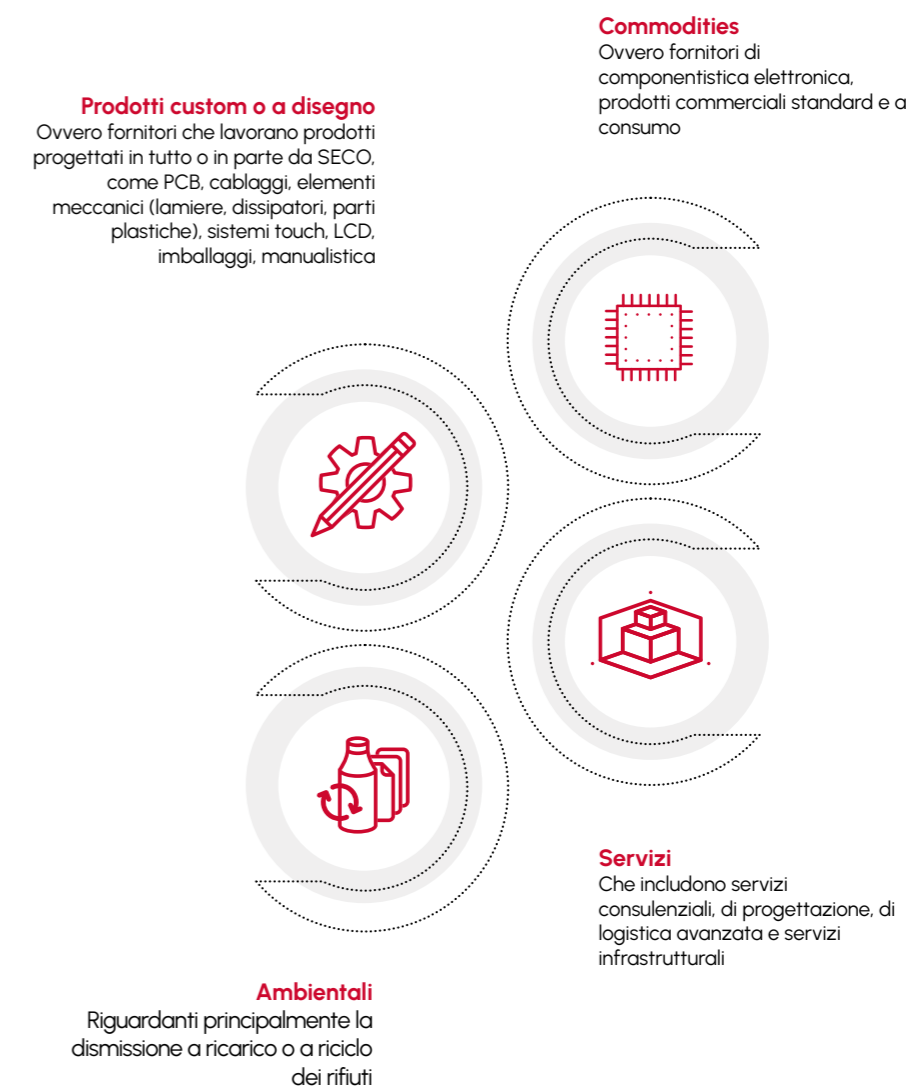 Commodities
Ovvero fornitori di
componentistica elettronica,
prodotti commerciali standard e a
consumo
Prodotti custom o a disegno
Ovvero fornitori che lavorano prodotti
progettati in tutto o in parte da SECO,
come PCB, cablaggi, elementi
meccanici (lamiere, dissipatori, parti
plastiche), sistemi touch, LCD,
imballaggi, manualistica
Servizi
Che includono servizi
consulenziali, di progettazione, di
logistica avanzata e servizi
infrastrutturali
Ambientali
Riguardanti principalmente la
dismissione a ricarico o a riciclo
dei rifiuti